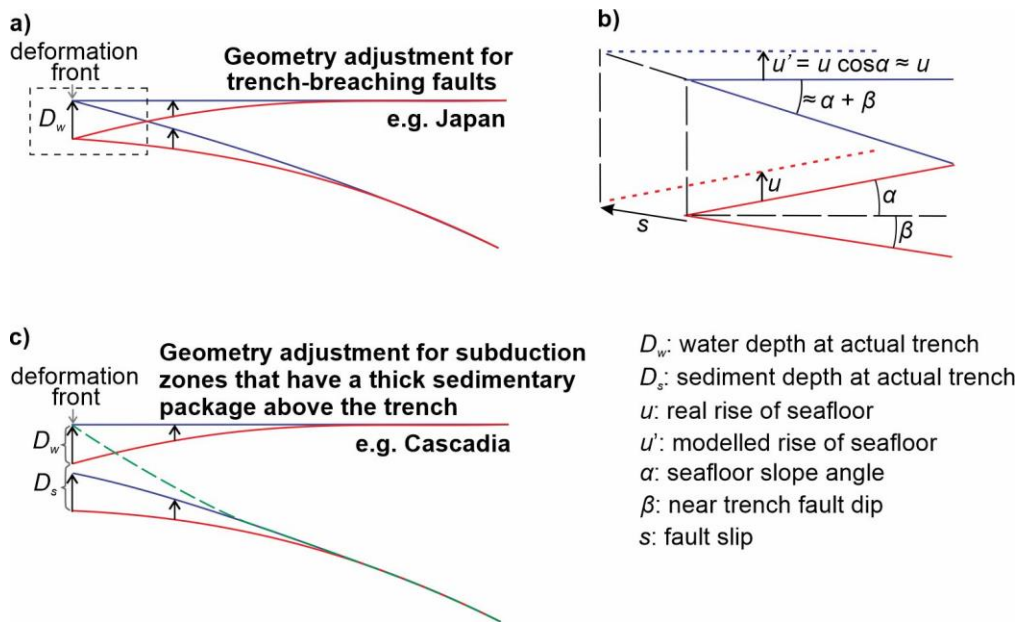 a)
deformation
front
Geometry adjustment for
trench-breaching faults
e.g. Japan
D_w
b)
u' = u cosα ≈ u
≈ α + β
u
α
s
β
c)
deformation
front
Geometry adjustment for subduction
zones that have a thick sedimentary
package above the trench
e.g. Cascadia
D_w
D_s
D_w: water depth at actual trench
D_s: sediment depth at actual trench
u: real rise of seafloor
u': modelled rise of seafloor
α: seafloor slope angle
β: near trench fault dip
s: fault slip